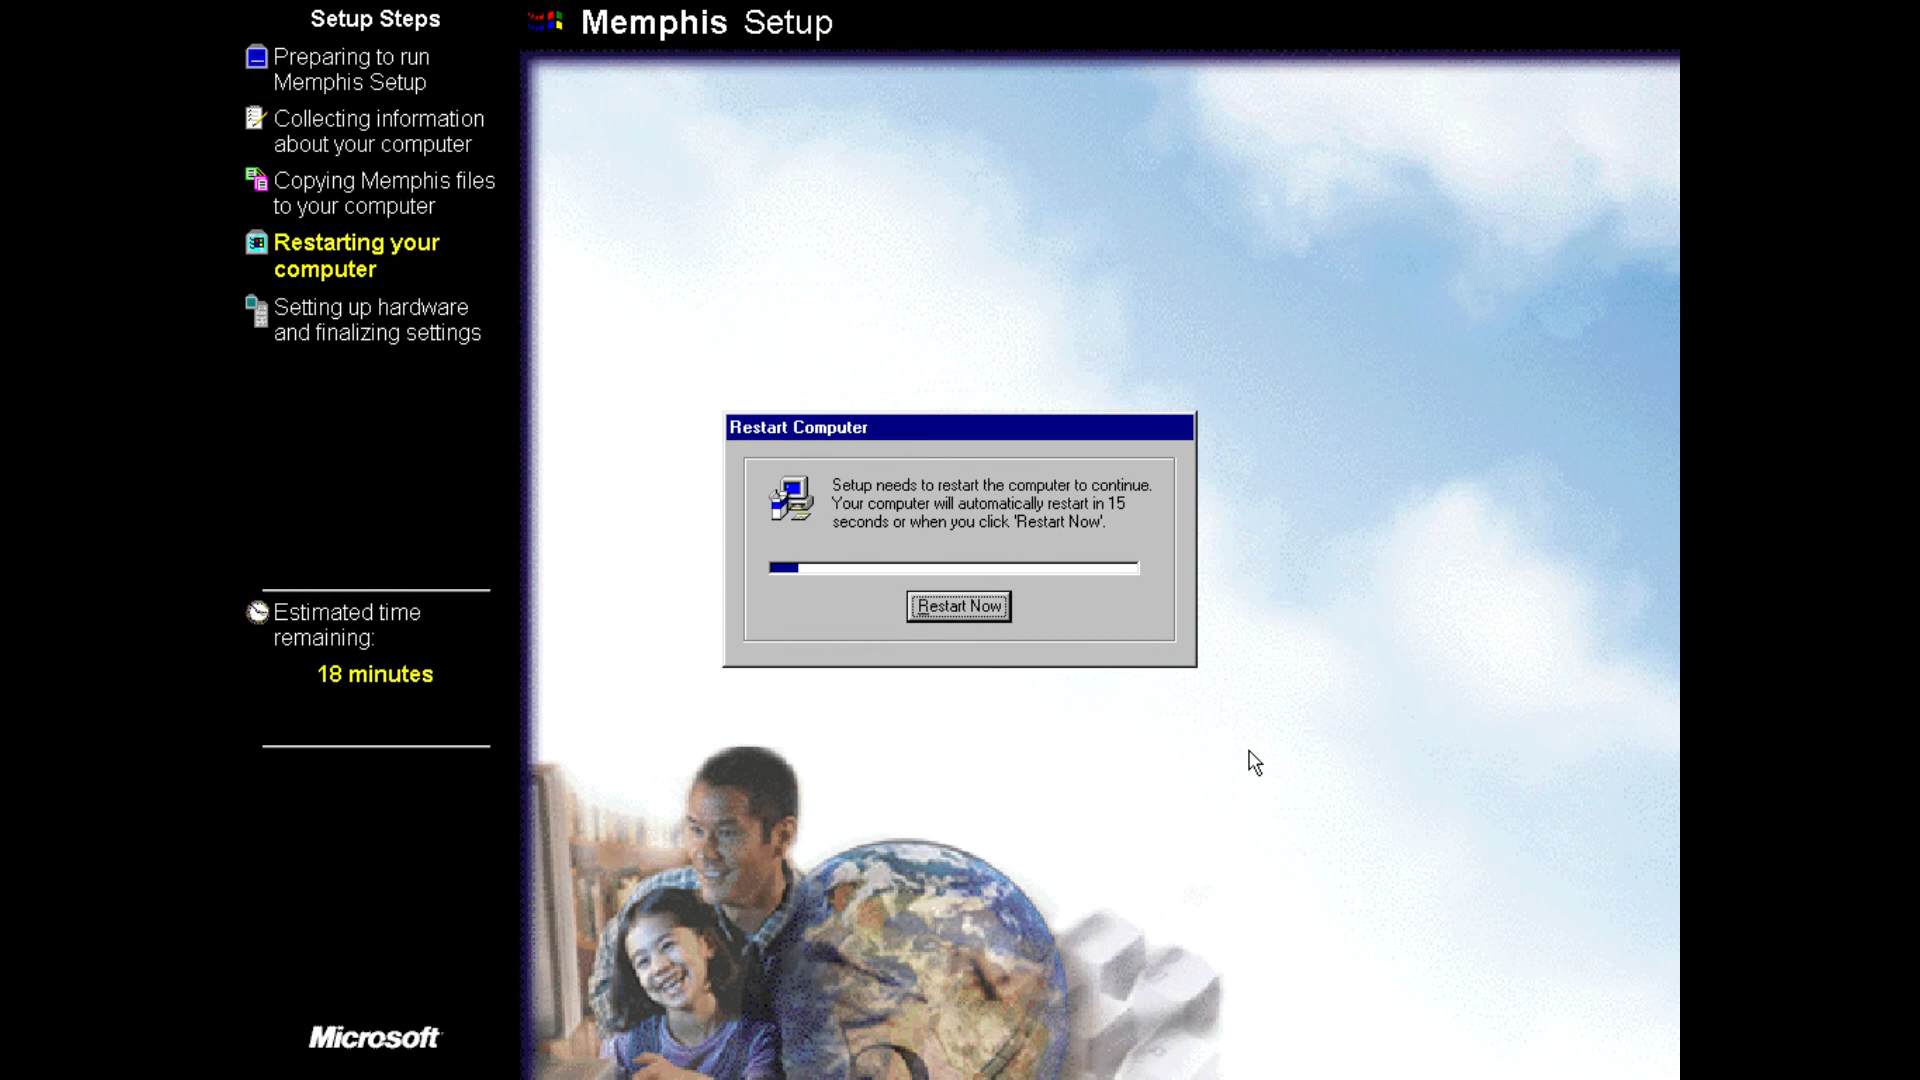 Setup Steps
Preparing to run
Memphis Setup
Collecting information
about your computer
Copying Memphis files
to your computer
Restarting your
computer
Setting up hardware
and finalizing settings
Estimated time
remaining:
18 minutes
Microsoft
Memphis Setup
Restart Computer
Setup needs to restart the computer to continue.
Your computer will automatically restart in 15
seconds or when you click 'Restart Now'.
Restart Now